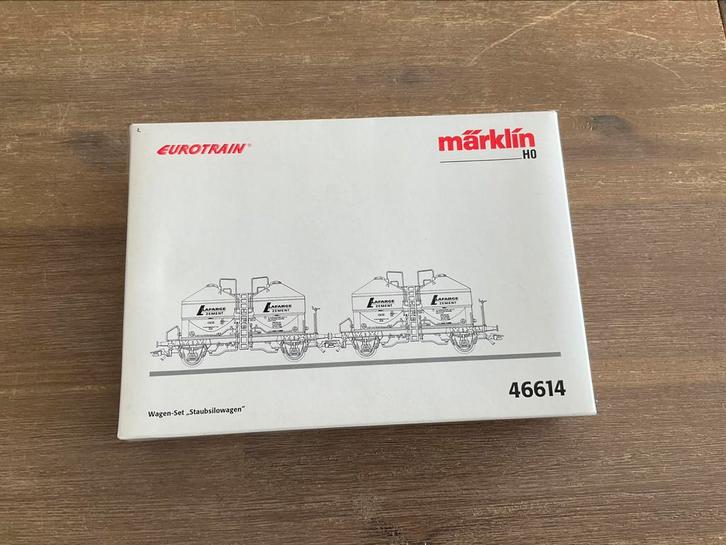 EUROTRAIN®
märklin
H0
LAFARGE
ZEMENT
LAFARGE
ZEMENT
LAFARGE
ZEMENT
LAFARGE
ZEMENT
46614
Wagen-Set „Staubsilowagen"